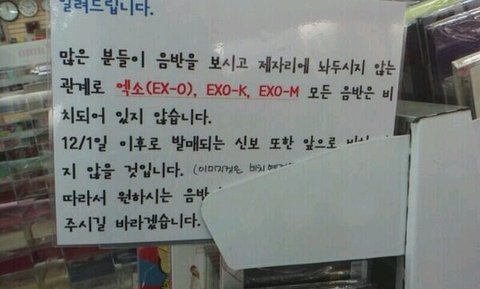 알려드립니다.
많은 분들이 음반을 보시고 제자리에 놔두시지 않는
관계로 엑소(EX-O), EXO-K, EXO-M 모든 음반은 비
치되어 있지 않습니다.
12/1일 이후로 발매되는 신보 또한 앞으로
지 않을 것입니다.
따라서 원하시는 음반
주시길 바라겠습니다.